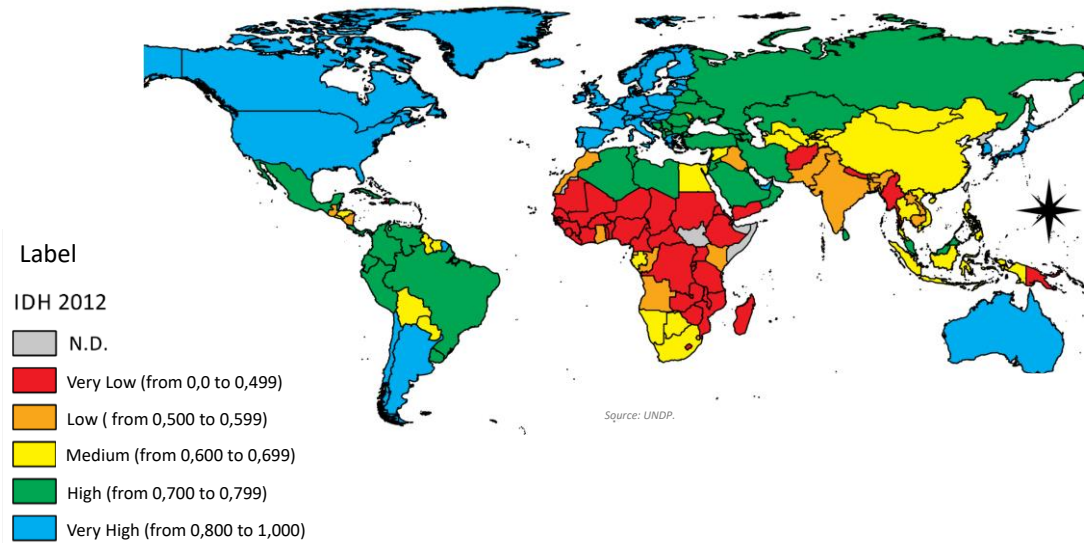 Label
IDH 2012
N.D.
Very Low (from 0,0 to 0,499)
Low ( from 0,500 to 0,599)
Medium (from 0,600 to 0,699)
High (from 0,700 to 0,799)
Very High (from 0,800 to 1,000)
Source: UNDP.